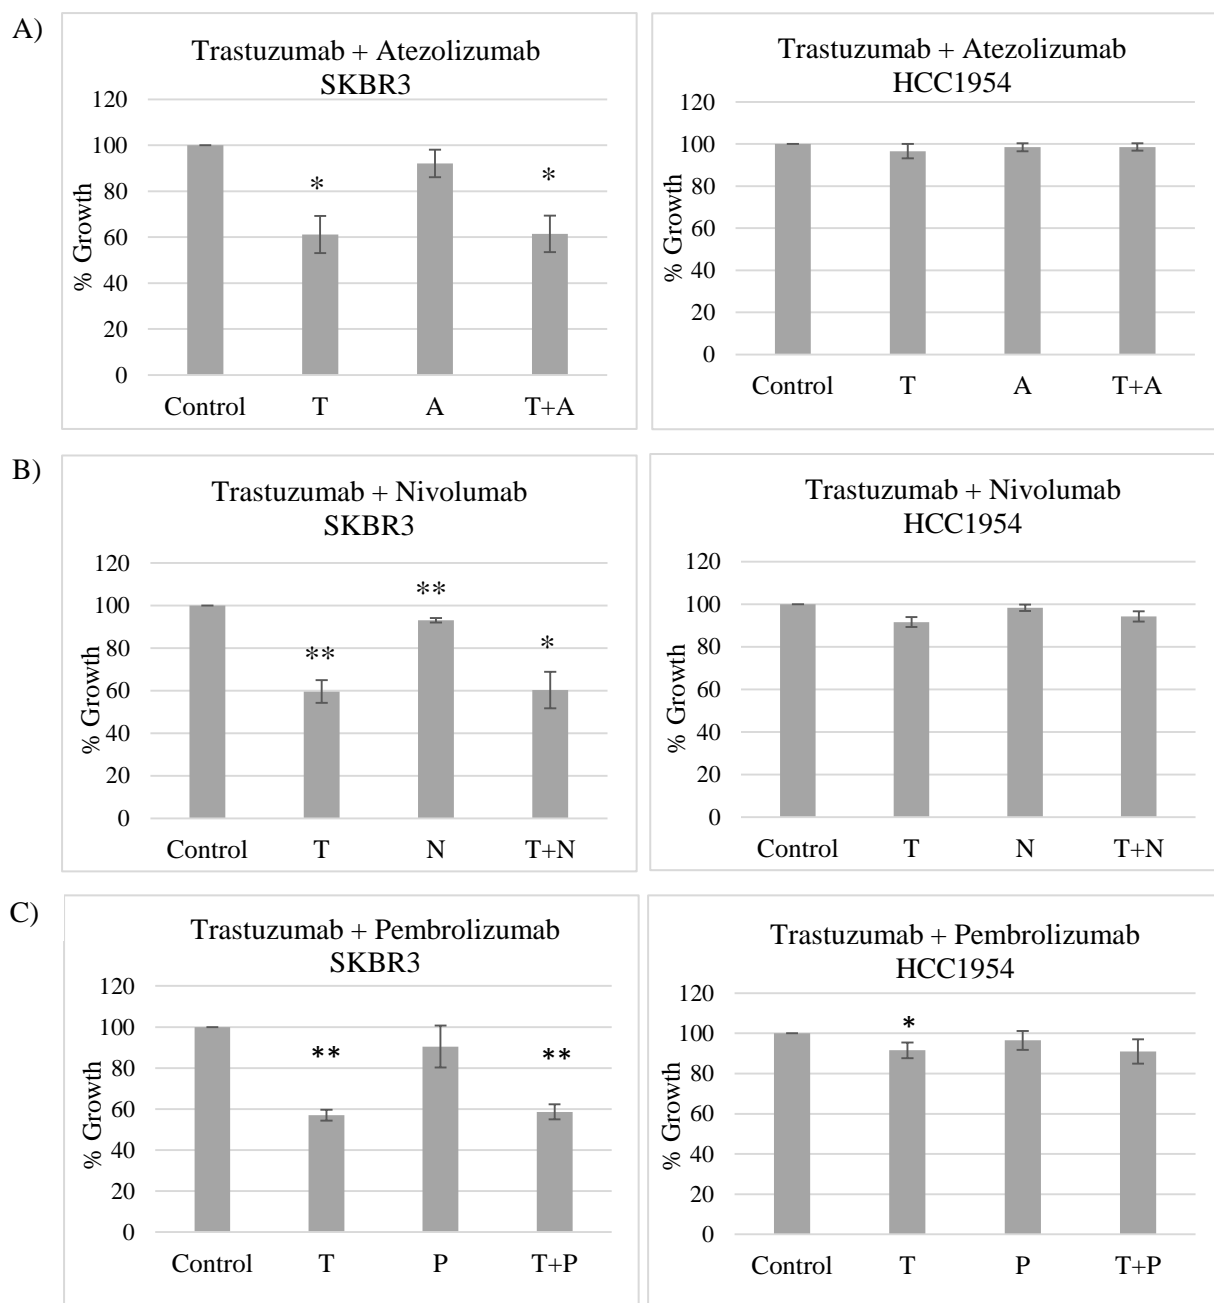 A)
Trastuzumab + Atezolizumab
SKBR3
120
100
80
60
40
20
0
% Growth
*
*
Control T A T+A
Trastuzumab + Atezolizumab
HCC1954
120
100
80
60
40
20
0
% Growth
Control T A T+A
B)
Trastuzumab + Nivolumab
SKBR3
120
100
80
60
40
20
0
% Growth
**
**
*
Control T N T+N
Trastuzumab + Nivolumab
HCC1954
120
100
80
60
40
20
0
% Growth
Control T N T+N
C)
Trastuzumab + Pembrolizumab
SKBR3
120
100
80
60
40
20
0
% Growth
**
**
Control T P T+P
Trastuzumab + Pembrolizumab
HCC1954
120
100
80
60
40
20
0
% Growth
*
Control T P T+P